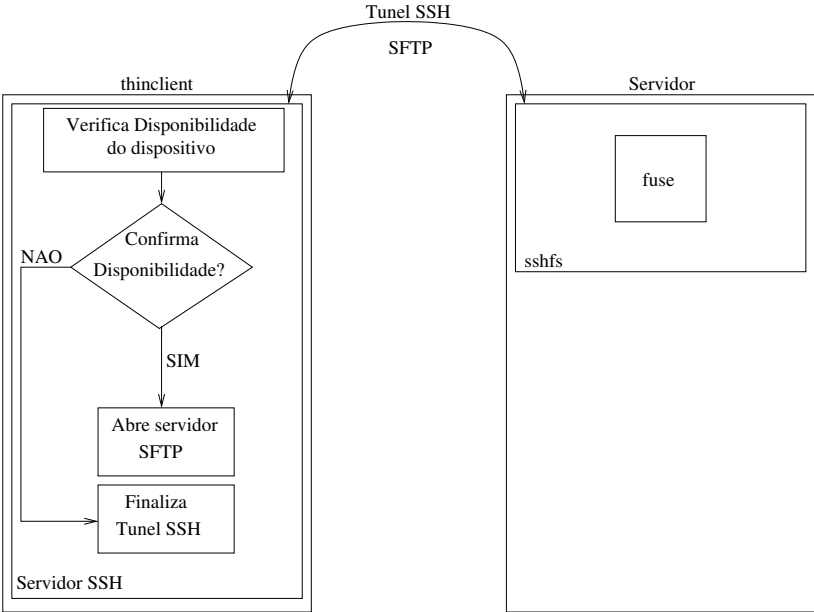 Tunel SSH
SFTP
thinclient
Verifica Disponibilidade
do dispositivo
Confirma
Disponibilidade?
NAO
SIM
Abre servidor
SFTP
Finaliza
Tunel SSH
Servidor SSH
Servidor
fuse
sshfs